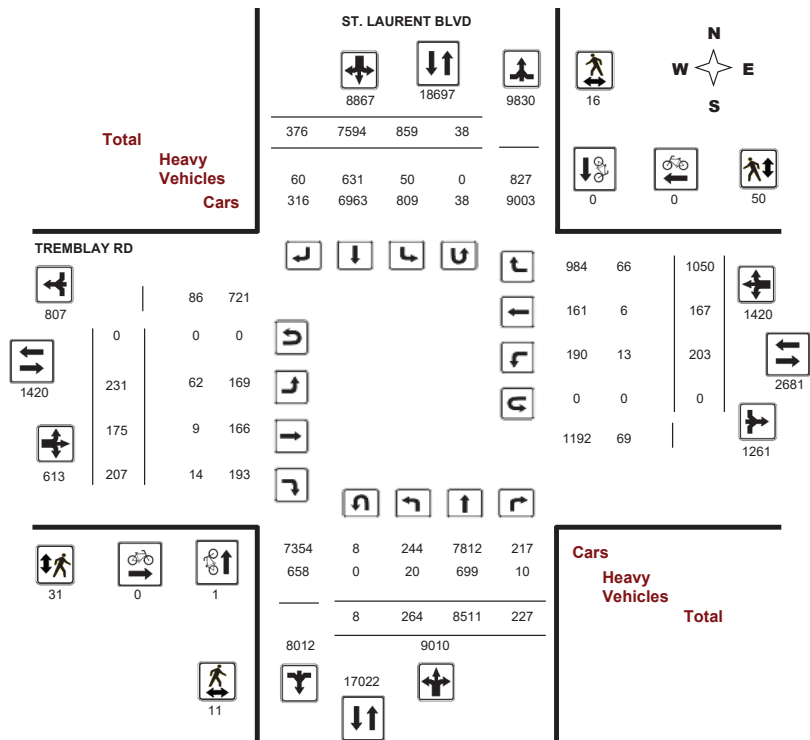 ST. LAURENT BLVD
N
W E
S
8867 18697 9830 16
376 7594 859 38
Total
Heavy
Vehicles
Cars
60 631 50 0 827
316 6963 809 38 9003
0 0 50
TREMBLAY RD
807
86 721
0 0 0
1420
231 62 169
175 9 166
613
207 14 193
984 66 1050
1420
161 6 167
190 13 203
2681
0 0 0
1192 69
1261
7354 8 244 7812 217
658 0 20 699 10
8 264 8511 227
8012 9010
17022
Cars
Heavy
Vehicles
Total
31 0 1
11